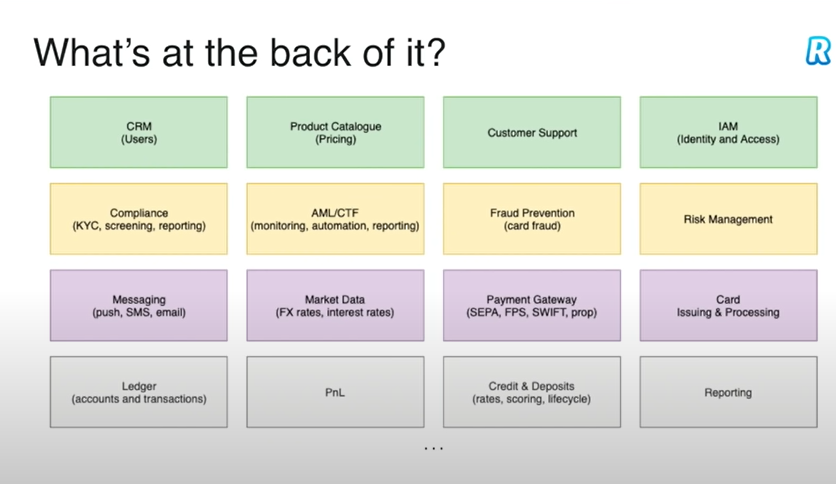 What's at the back of it?
R
CRM
(Users)
Product Catalogue
(Pricing)
Customer Support
IAM
(Identity and Access)
Compliance
(KYC, screening, reporting)
AML/CTF
(monitoring, automation, reporting)
Fraud Prevention
(card fraud)
Risk Management
Messaging
(push, SMS, email)
Market Data
(FX rates, interest rates)
Payment Gateway
(SEPA, FPS, SWIFT, prop)
Card
Issuing & Processing
Ledger
(accounts and transactions)
PnL
Credit & Deposits
(rates, scoring, lifecycle)
Reporting
...